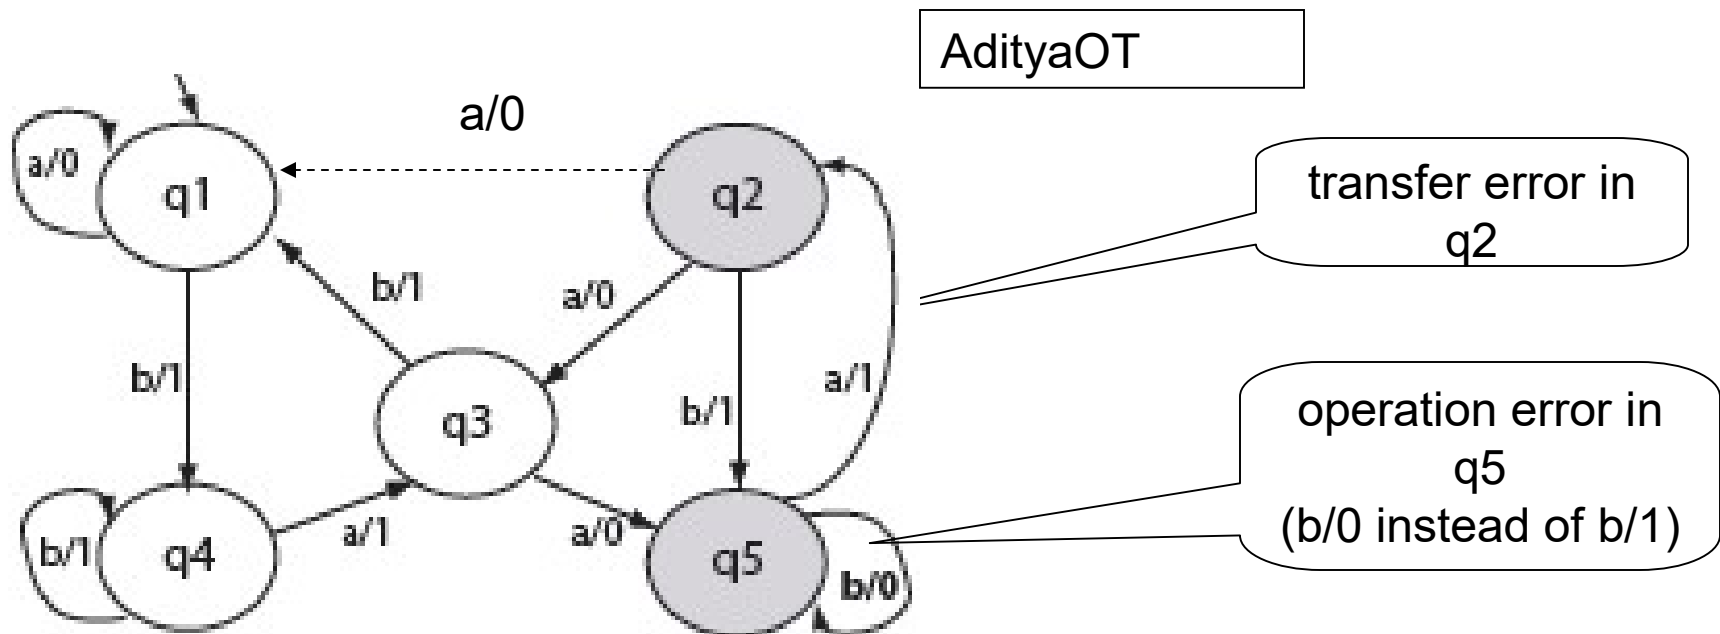 AdityaOT
a/0
a/0
q1
q2
transfer error in
q2
b/1
a/0
b/1
q3
b/1
a/1
operation error in
q5
(b/0 instead of b/1)
b/1
q4
a/1
a/0
q5
b/0